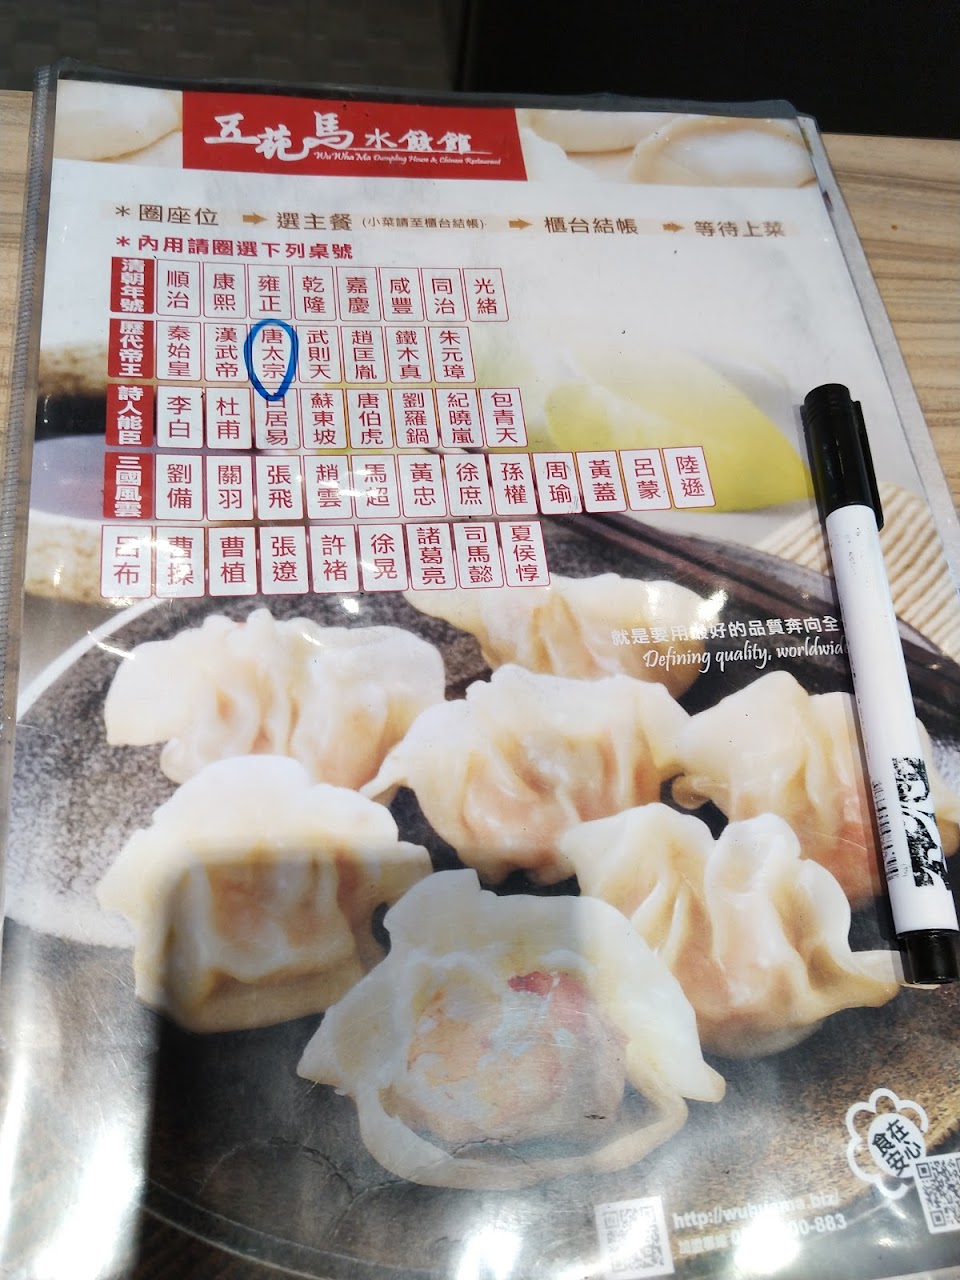 五花馬水餃館
Wu Wha Ma Dumpling House & Chinese Restaurant
＊圈座位 ➡ 選主餐 (小菜請至櫃台結帳) ➡ 櫃台結帳 ➡ 等待上菜
＊內用請圈選下列桌號
清朝年號 順治 康熙 雍正 乾隆 嘉慶 咸豐 同治 光緒
歷代帝王 秦始皇 漢武帝 唐太宗 武則天 趙匡胤 鐵木真 朱元璋
詩人能臣 李白 杜甫 白居易 蘇東坡 唐伯虎 劉羅鍋 紀曉嵐 包青天
三國風雲 劉備 關羽 張飛 趙雲 馬超 黃忠 徐庶 孫權 周瑜 黃蓋 呂蒙 陸遜
呂布 曹操 曹植 張遼 許褚 徐晃 諸葛亮 司馬懿 夏侯惇
就是要用最好的品質奔向全
Defining quality, worldwide
食在安心
-883